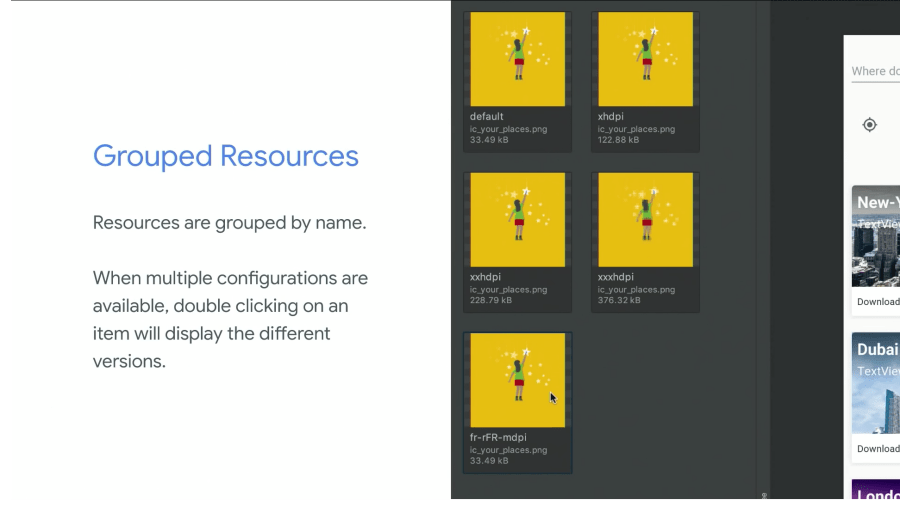 Grouped Resources
Resources are grouped by name.
When multiple configurations are
available, double clicking on an
item will display the different
versions.
default
ic_your_places.png
33.49 kB
xhdpi
ic_your_places.png
122.88 kB
xxhdpi
ic_your_places.png
228.79 kB
xxxhdpi
ic_your_places.png
376.32 kB
fr-rFR-mdpi
ic_your_places.png
33.49 kB
Where do
New-Y
TextView
Download
Dubai
TextView
Download
Londo